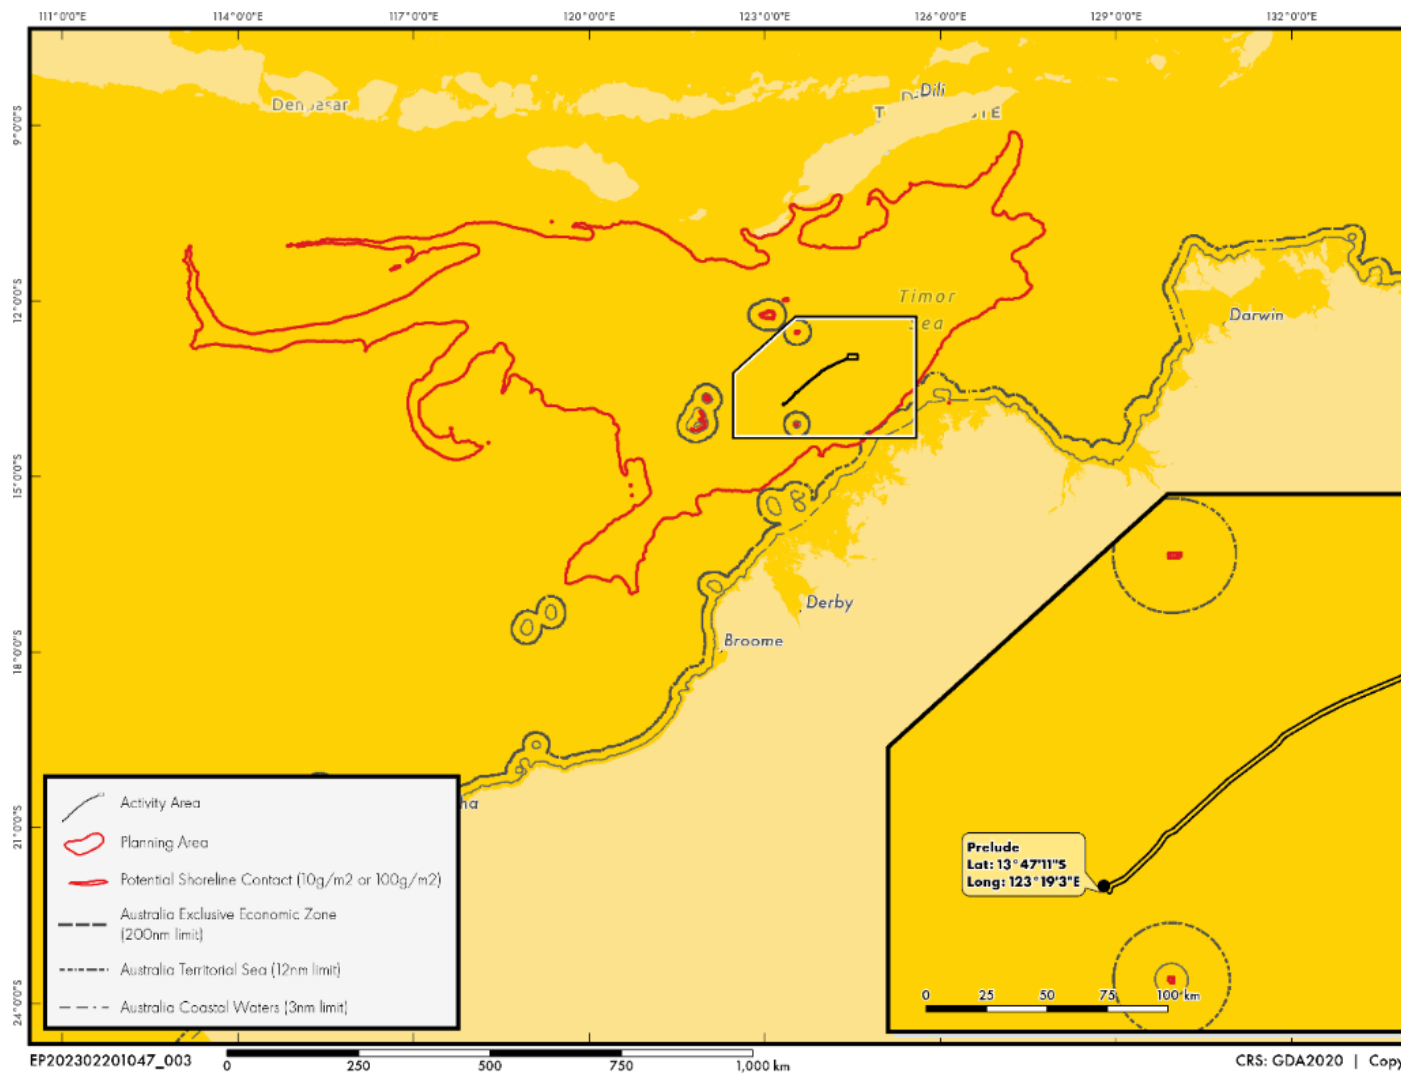 111°0'0"E 114°0'0"E 117°0'0"E 120°0'0"E 123°0'0"E 126°0'0"E 129°0'0"E 132°0'0"E
9°0'0"S
12°0'0"S
15°0'0"S
18°0'0"S
21°0'0"S
24°0'0"S
Dili
Timor
Sea
Darwin
Derby
Broome
Activity Area
Planning Area
Potential Shoreline Contact (10g/m2 or 100g/m2)
Australia Exclusive Economic Zone
(200nm limit)
Australia Territorial Sea (12nm limit)
Australia Coastal Waters (3nm limit)
Prelude
Lat: 13°47'11"S
Long: 123°19'3"E
0 25 50 75 100 km
EP202302201047_003
0 250 500 750 1,000 km
CRS: GDA2020 | Copy